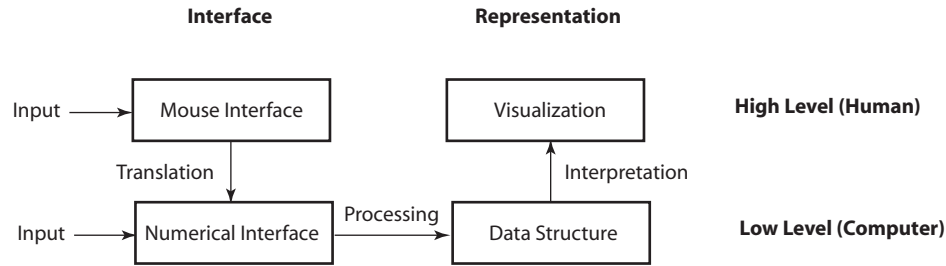 Interface
Representation
Input
Mouse Interface
Visualization
High Level (Human)
Translation
Interpretation
Input
Numerical Interface
Processing
Data Structure
Low Level (Computer)